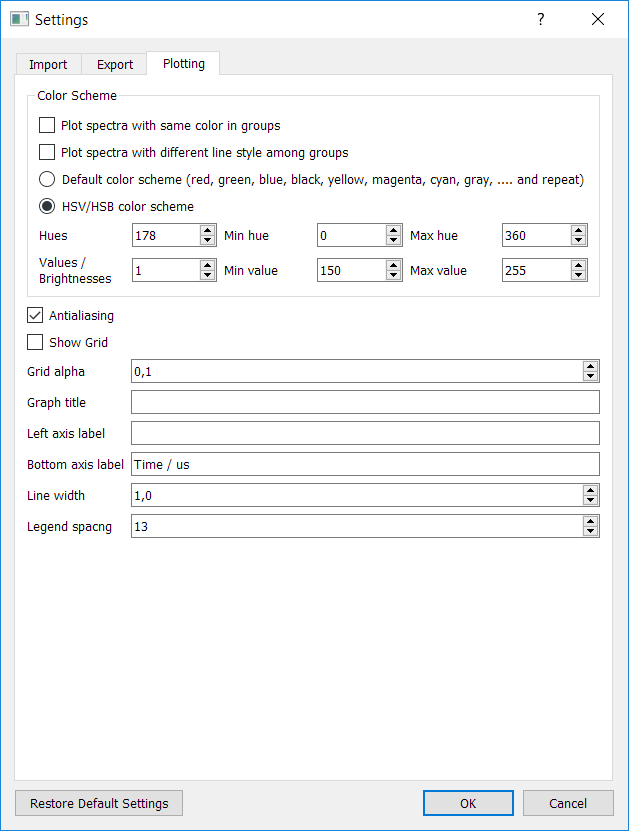 Settings
?
Import Export Plotting
Color Scheme
Plot spectra with same color in groups
Plot spectra with different line style among groups
Default color scheme (red, green, blue, black, yellow, magenta, cyan, gray, .... and repeat)
HSV/HSB color scheme
Hues 178 Min hue 0 Max hue 360
Values /
Brightnesses 1 Min value 150 Max value 255
Antialiasing
Show Grid
Grid alpha 0,1
Graph title
Left axis label
Bottom axis label Time / us
Line width 1,0
Legend spacng 13
Restore Default Settings OK Cancel